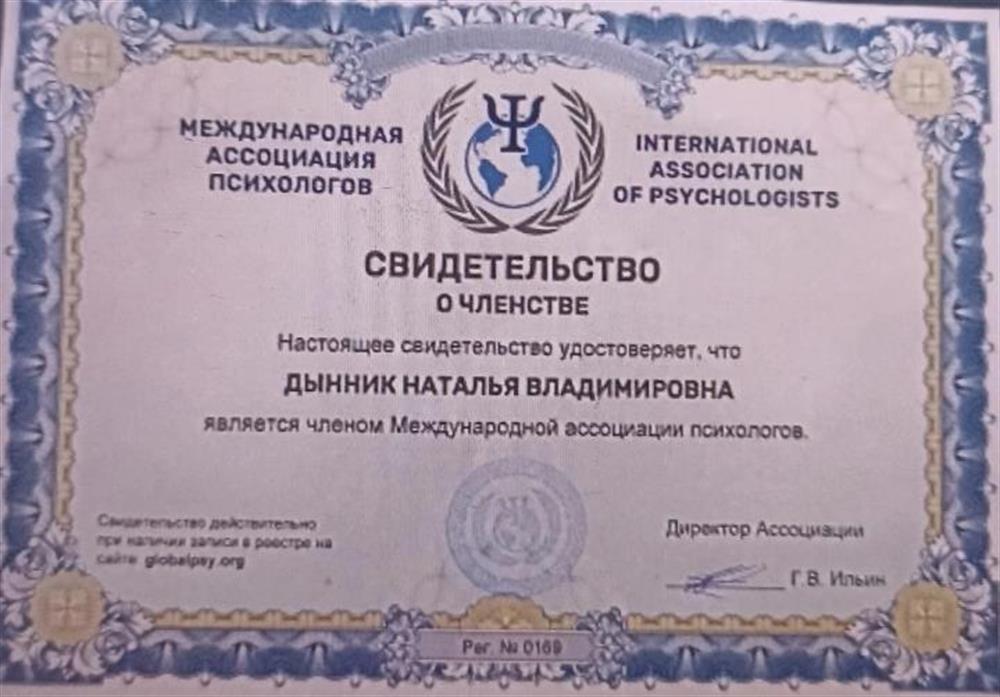 МЕЖДУНАРОДНАЯ
АССОЦИАЦИЯ
ПСИХОЛОГОВ
INTERNATIONAL
ASSOCIATION
OF PSYCHOLOGISTS
СВИДЕТЕЛЬСТВО
О ЧЛЕНСТВЕ
Настоящее свидетельство удостоверяет, что
ДЫННИК НАТАЛЬЯ ВЛАДИМИРОВНА
является членом Международной ассоциации психологов.
Свидетельство действительно
при наличии записи в реестре на
сайте globalpsy.org
Директор Ассоциации
Г.В. Ильин
Рег. № 0169